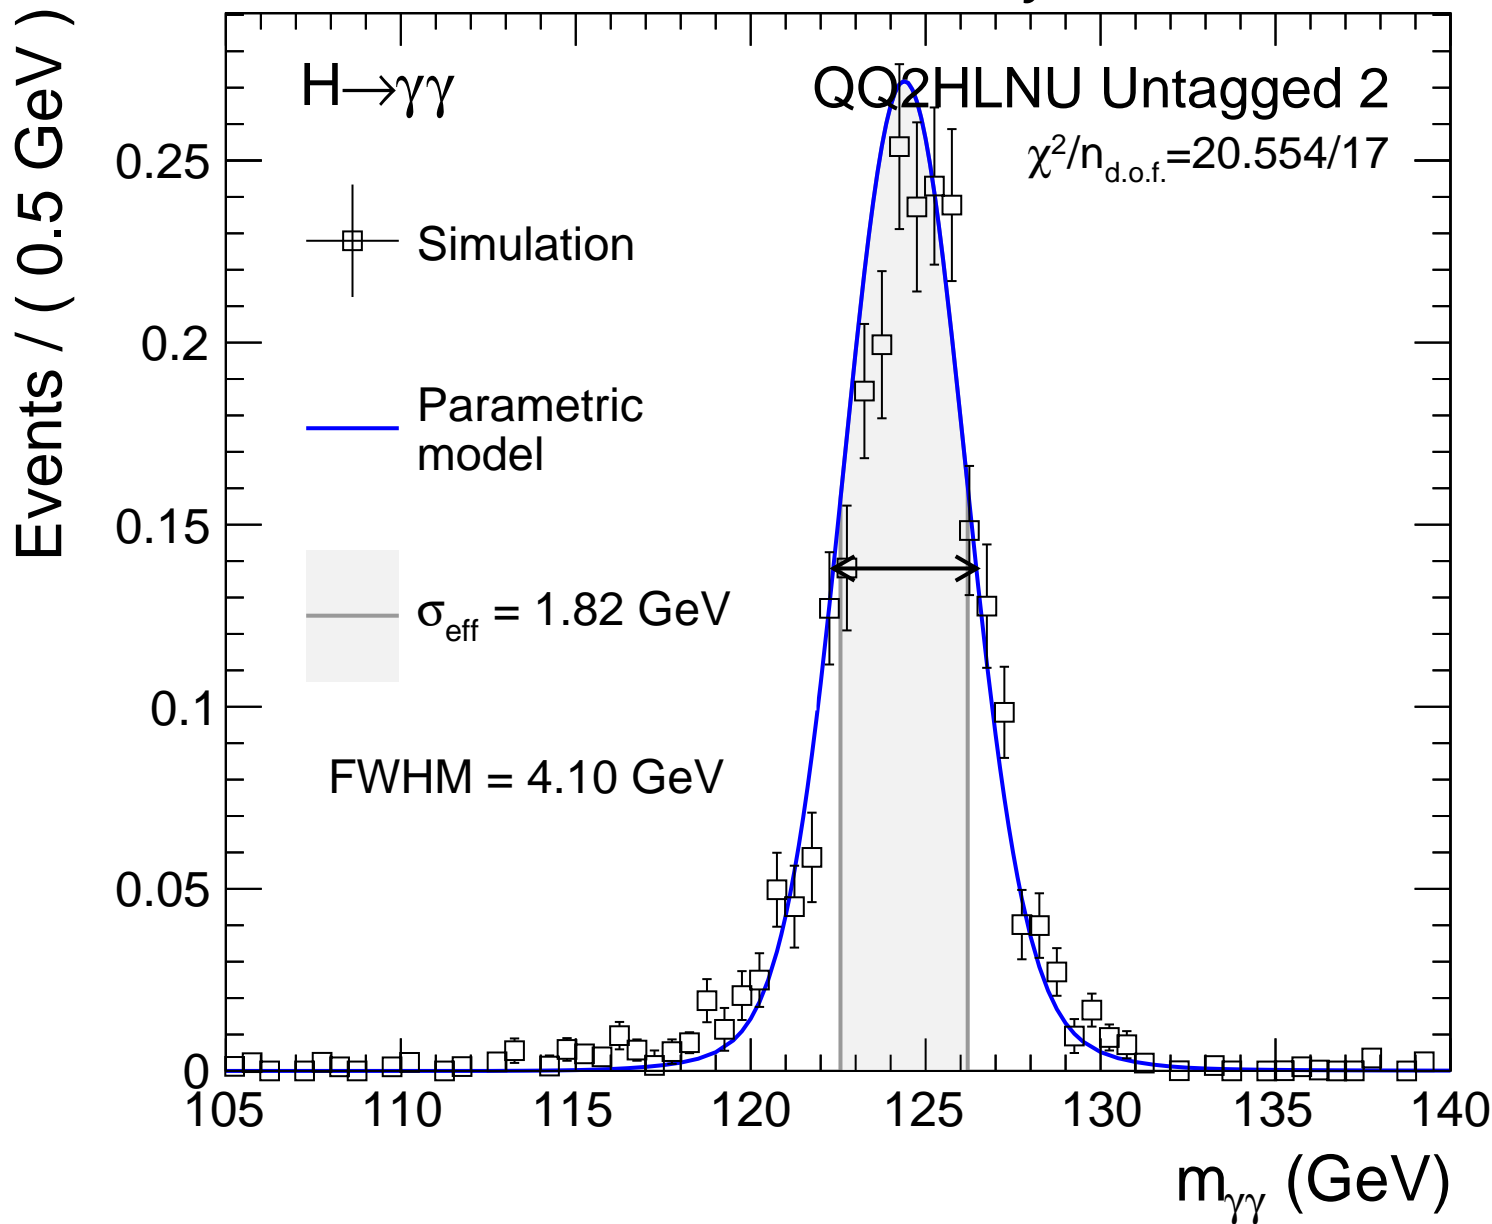 Events / ( 0.5 GeV )
H→γγ
QQ2HLNU Untagged 2
χ²/n_d.o.f.=20.554/17
Simulation
Parametric
model
σ_eff = 1.82 GeV
FWHM = 4.10 GeV
0.25
0.2
0.15
0.1
0.05
0
105 110 115 120 125 130 135 140
m_γγ (GeV)